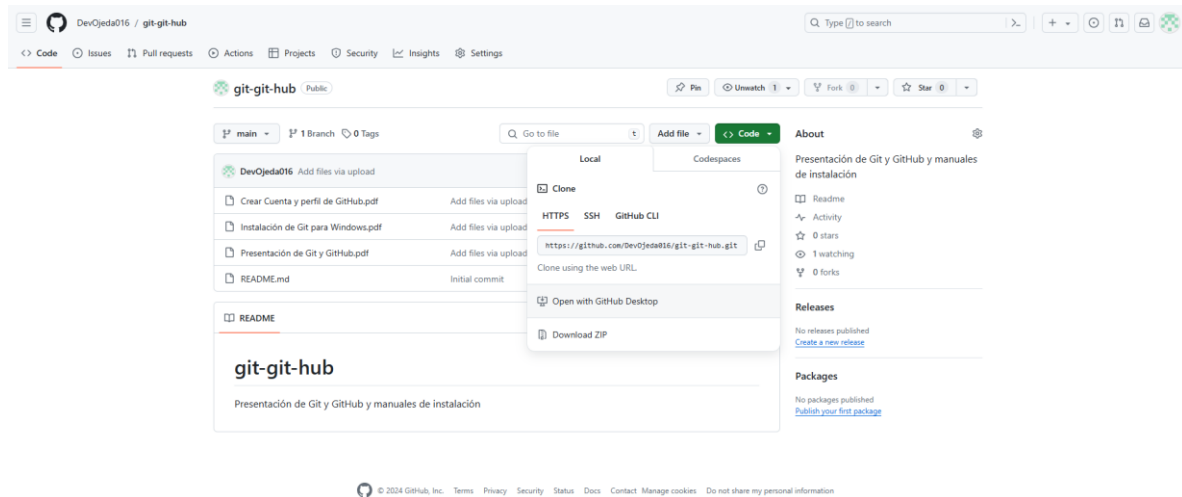 DevOjeda016 / git-git-hub
Type / to search
Code Issues Pull requests Actions Projects Security Insights Settings
git-git-hub Public
Pin Unwatch 1 Fork 0 Star 0
main 1 Branch 0 Tags
Go to file t
Add file Code
DevOjeda016 Add files via upload
Crear Cuenta y perfil de GitHub.pdf Add files via upload
Instalación de Git para Windows.pdf Add files via upload
Presentación de Git y GitHub.pdf Add files via upload
README.md Initial commit
Local Codespaces
Clone
HTTPS SSH GitHub CLI
https://github.com/DevOjeda016/git-git-hub.git
Clone using the web URL.
Open with GitHub Desktop
Download ZIP
README
git-git-hub
Presentación de Git y GitHub y manuales de instalación
About
Presentación de Git y GitHub y manuales
de instalación
Readme
Activity
0 stars
1 watching
0 forks
Releases
No releases published
Create a new release
Packages
No packages published
Publish your first package
© 2024 GitHub, Inc. Terms Privacy Security Status Docs Contact Manage cookies Do not share my personal information